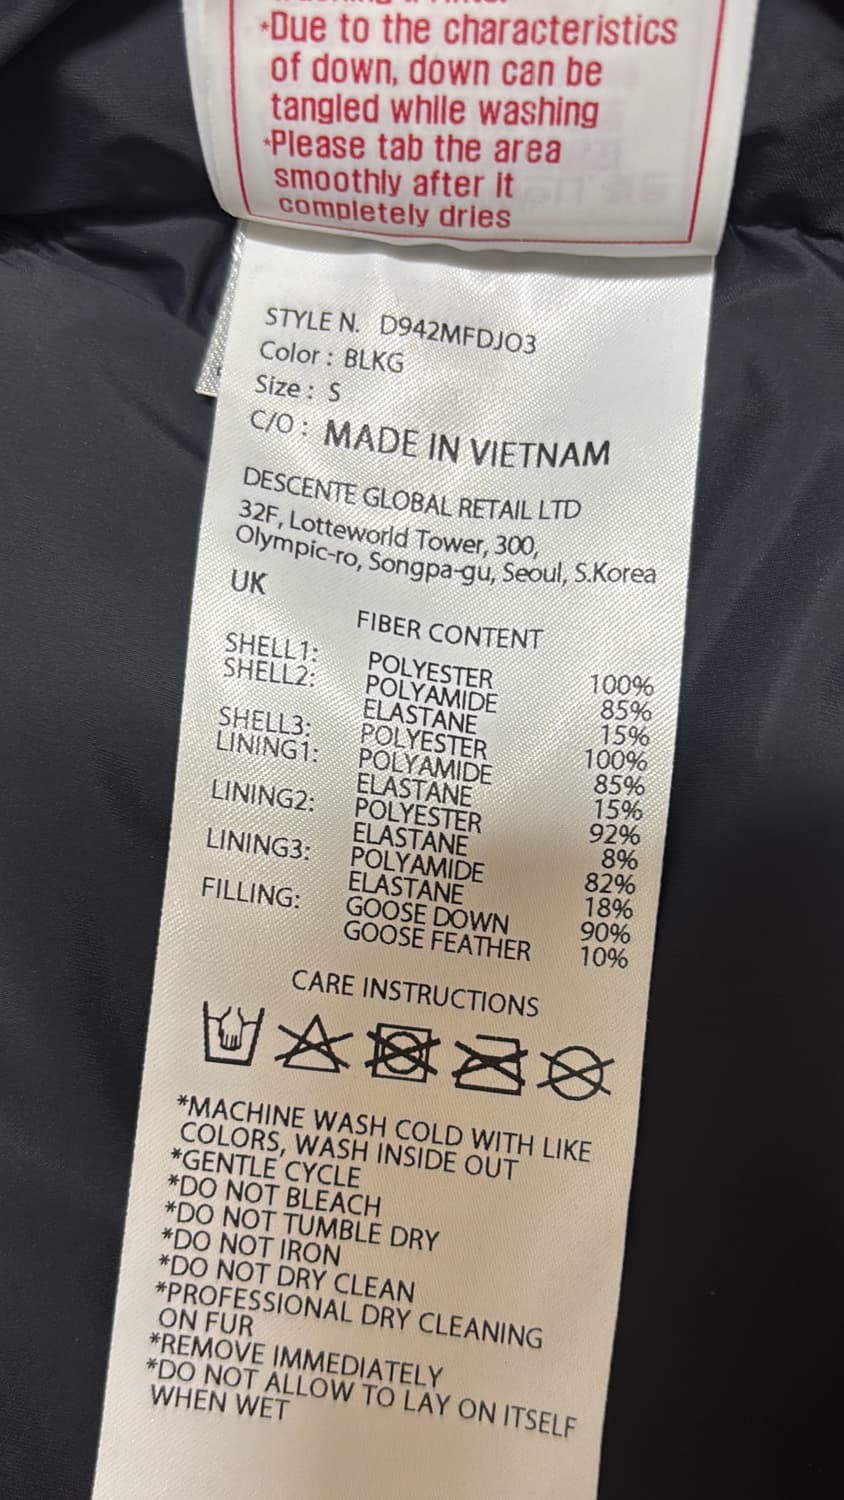 *Due to the characteristics
of down, down can be
tangled while washing
*Please tab the area
smoothly after it
completely dries
STYLE N. D942MFDJO3
Color : BLKG
Size : S
C/O : MADE IN VIETNAM
DESCENTE GLOBAL RETAIL LTD
32F, Lotteworld Tower, 300,
Olympic-ro, Songpa-gu, Seoul, S.Korea
UK
FIBER CONTENT
SHELL1: POLYESTER 100%
SHELL2: POLYAMIDE 85%
ELASTANE 15%
SHELL3: POLYESTER 100%
LINING1: POLYAMIDE 85%
ELASTANE 15%
LINING2: POLYESTER 92%
ELASTANE 8%
LINING3: POLYAMIDE 82%
ELASTANE 18%
FILLING: GOOSE DOWN 90%
GOOSE FEATHER 10%
CARE INSTRUCTIONS
*MACHINE WASH COLD WITH LIKE
COLORS, WASH INSIDE OUT
*GENTLE CYCLE
*DO NOT BLEACH
*DO NOT TUMBLE DRY
*DO NOT IRON
*DO NOT DRY CLEAN
*PROFESSIONAL DRY CLEANING
ON FUR
*REMOVE IMMEDIATELY
*DO NOT ALLOW TO LAY ON ITSELF
WHEN WET